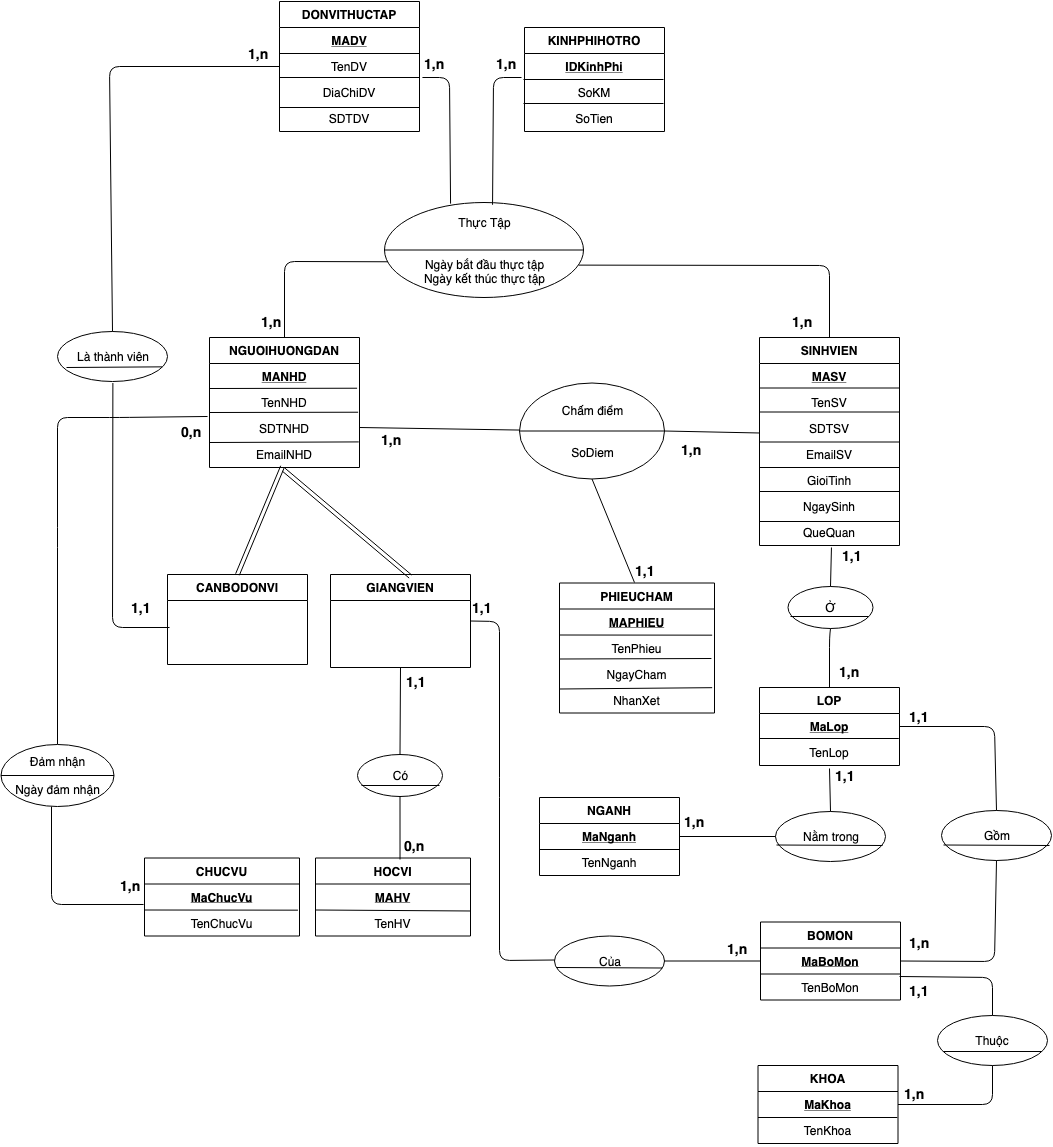 DONVITHUCTAP
MADV
TenDV
DiaChiDV
SDTDV
1,n
1,n
KINHPHIHOTRO
IDKinhPhi
SoKM
SoTien
1,n
Thực Tập
Ngày bắt đầu thực tập
Ngày kết thúc thực tập
1,n
1,n
Là thành viên
NGUOIHUONGDAN
MANHD
TenNHD
SDTNHD
EmailNHD
0,n
1,n
Chấm điểm
SoDiem
1,n
SINHVIEN
MASV
TenSV
SDTSV
EmailSV
GioiTinh
NgaySinh
QueQuan
1,1
CANBODONVI
1,1
GIANGVIEN
1,1
1,1
1,1
PHIEUCHAM
MAPHIEU
TenPhieu
NgayCham
NhanXet
Ở
1,n
LOP
MaLop
TenLop
1,1
1,1
Đảm nhận
Ngày đảm nhận
Có
NGANH
MaNganh
TenNganh
1,n
Nằm trong
Gồm
1,n
CHUCVU
MaChucVu
TenChucVu
0,n
HOCVI
MAHV
TenHV
Của
1,n
BOMON
MaBoMon
TenBoMon
1,n
1,1
Thuộc
KHOA
MaKhoa
TenKhoa
1,n